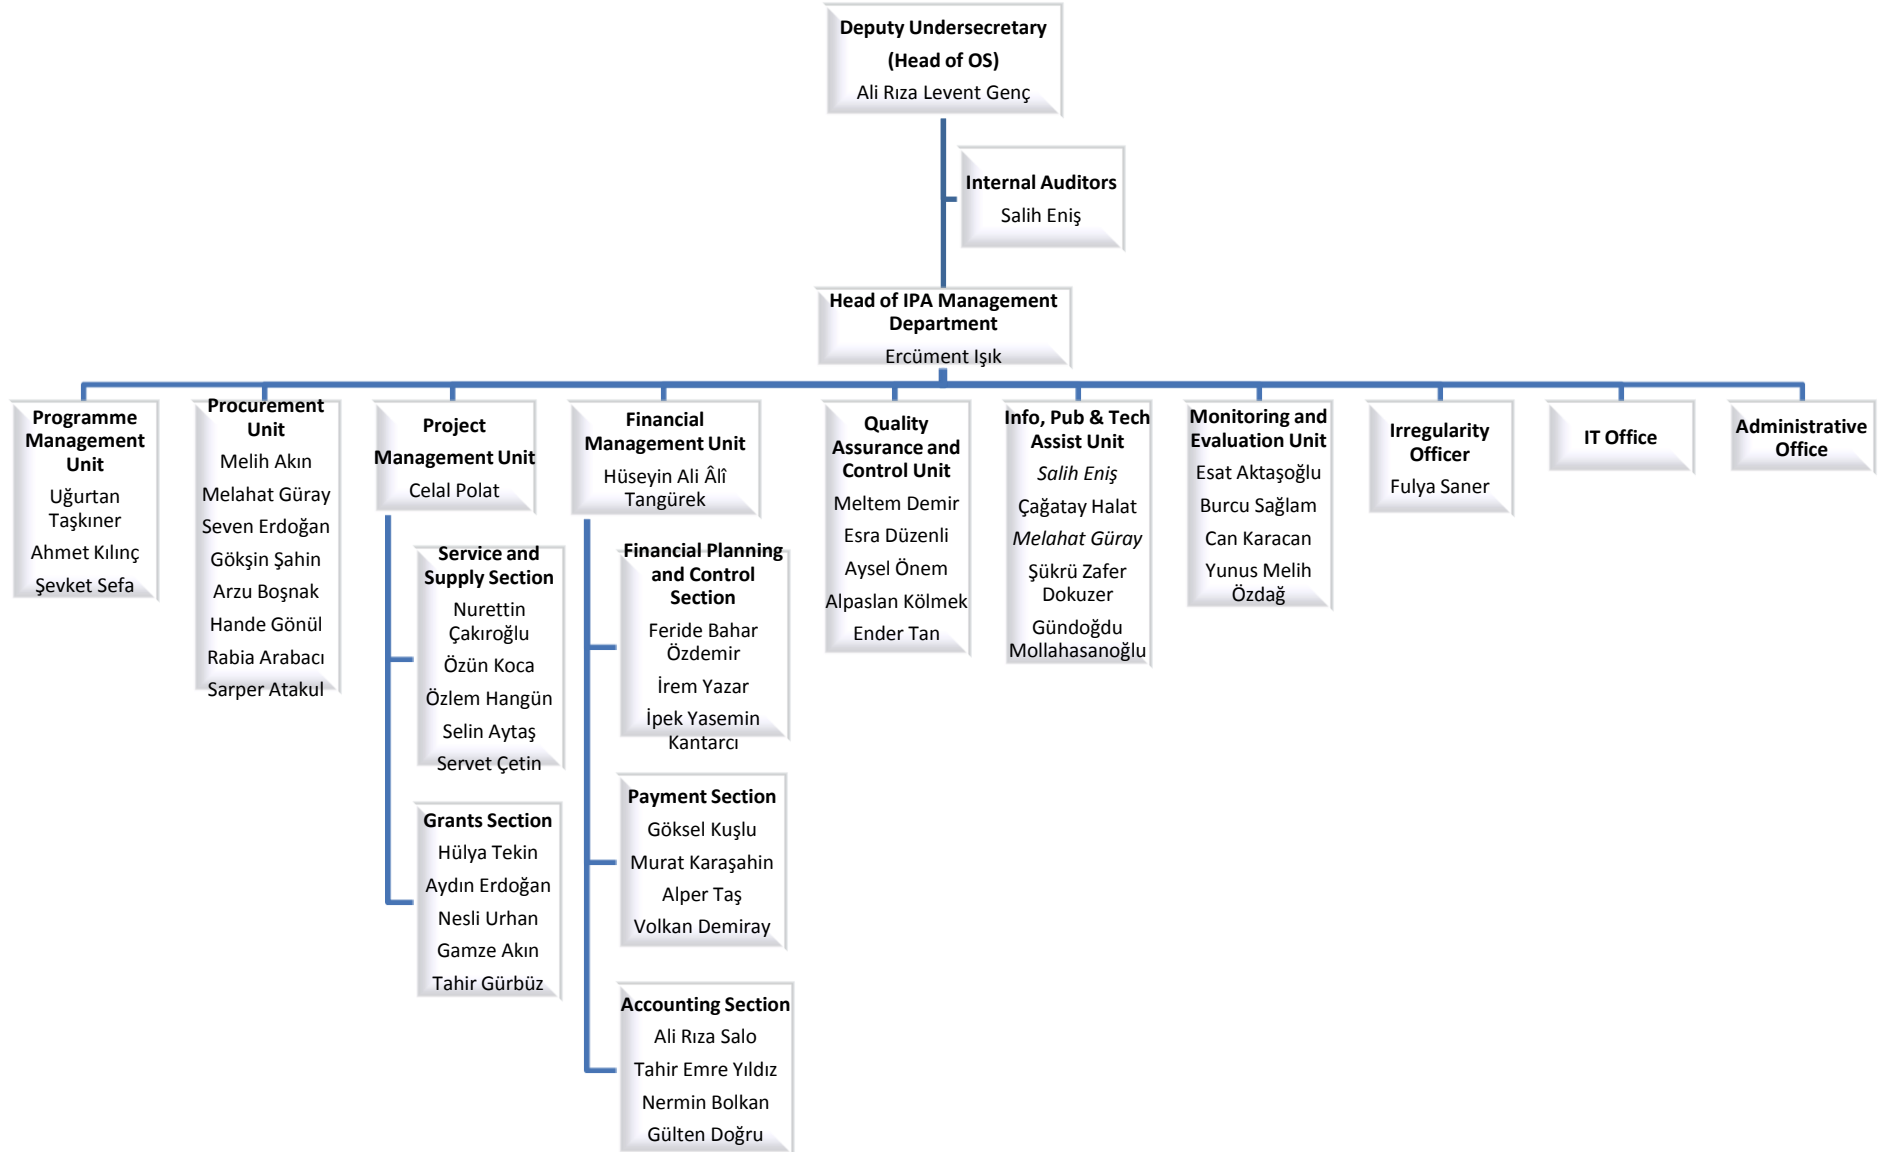 Deputy Undersecretary
(Head of OS)
Ali Rıza Levent Genç
Internal Auditors
Salih Eniş
Head of IPA Management
Department
Ercüment Işık
Programme
Management
Unit
Uğurtan
Taşkıner
Ahmet Kılınç
Şevket Sefa
Procurement
Unit
Melih Akın
Melahat Güray
Seven Erdoğan
Gökşin Şahin
Arzu Boşnak
Hande Gönül
Rabia Arabacı
Sarper Atakul
Project
Management Unit
Celal Polat
Service and
Supply Section
Nurettin
Çakıroğlu
Özün Koca
Özlem Hangün
Selin Aytaş
Servet Çetin
Grants Section
Hülya Tekin
Aydın Erdoğan
Nesli Urhan
Gamze Akın
Tahir Gürbüz
Financial
Management Unit
Hüseyin Ali Âlî
Tangürek
Financial Planning
and Control
Section
Feride Bahar
Özdemir
İrem Yazar
İpek Yasemin
Kantarcı
Payment Section
Göksel Kuşlu
Murat Karaşahin
Alper Taş
Volkan Demiray
Accounting Section
Ali Rıza Salo
Tahir Emre Yıldız
Nermin Bolkan
Gülten Doğru
Quality
Assurance and
Control Unit
Meltem Demir
Esra Düzenli
Aysel Önem
Alpaslan Kölmek
Ender Tan
Info, Pub & Tech
Assist Unit
Salih Eniş
Çağatay Halat
Melahat Güray
Şükrü Zafer
Dokuzer
Gündoğdu
Mollahasanoğlu
Monitoring and
Evaluation Unit
Esat Aktaşoğlu
Burcu Sağlam
Can Karacan
Yunus Melih
Özdağ
Irregularity
Officer
Fulya Saner
IT Office
Administrative
Office